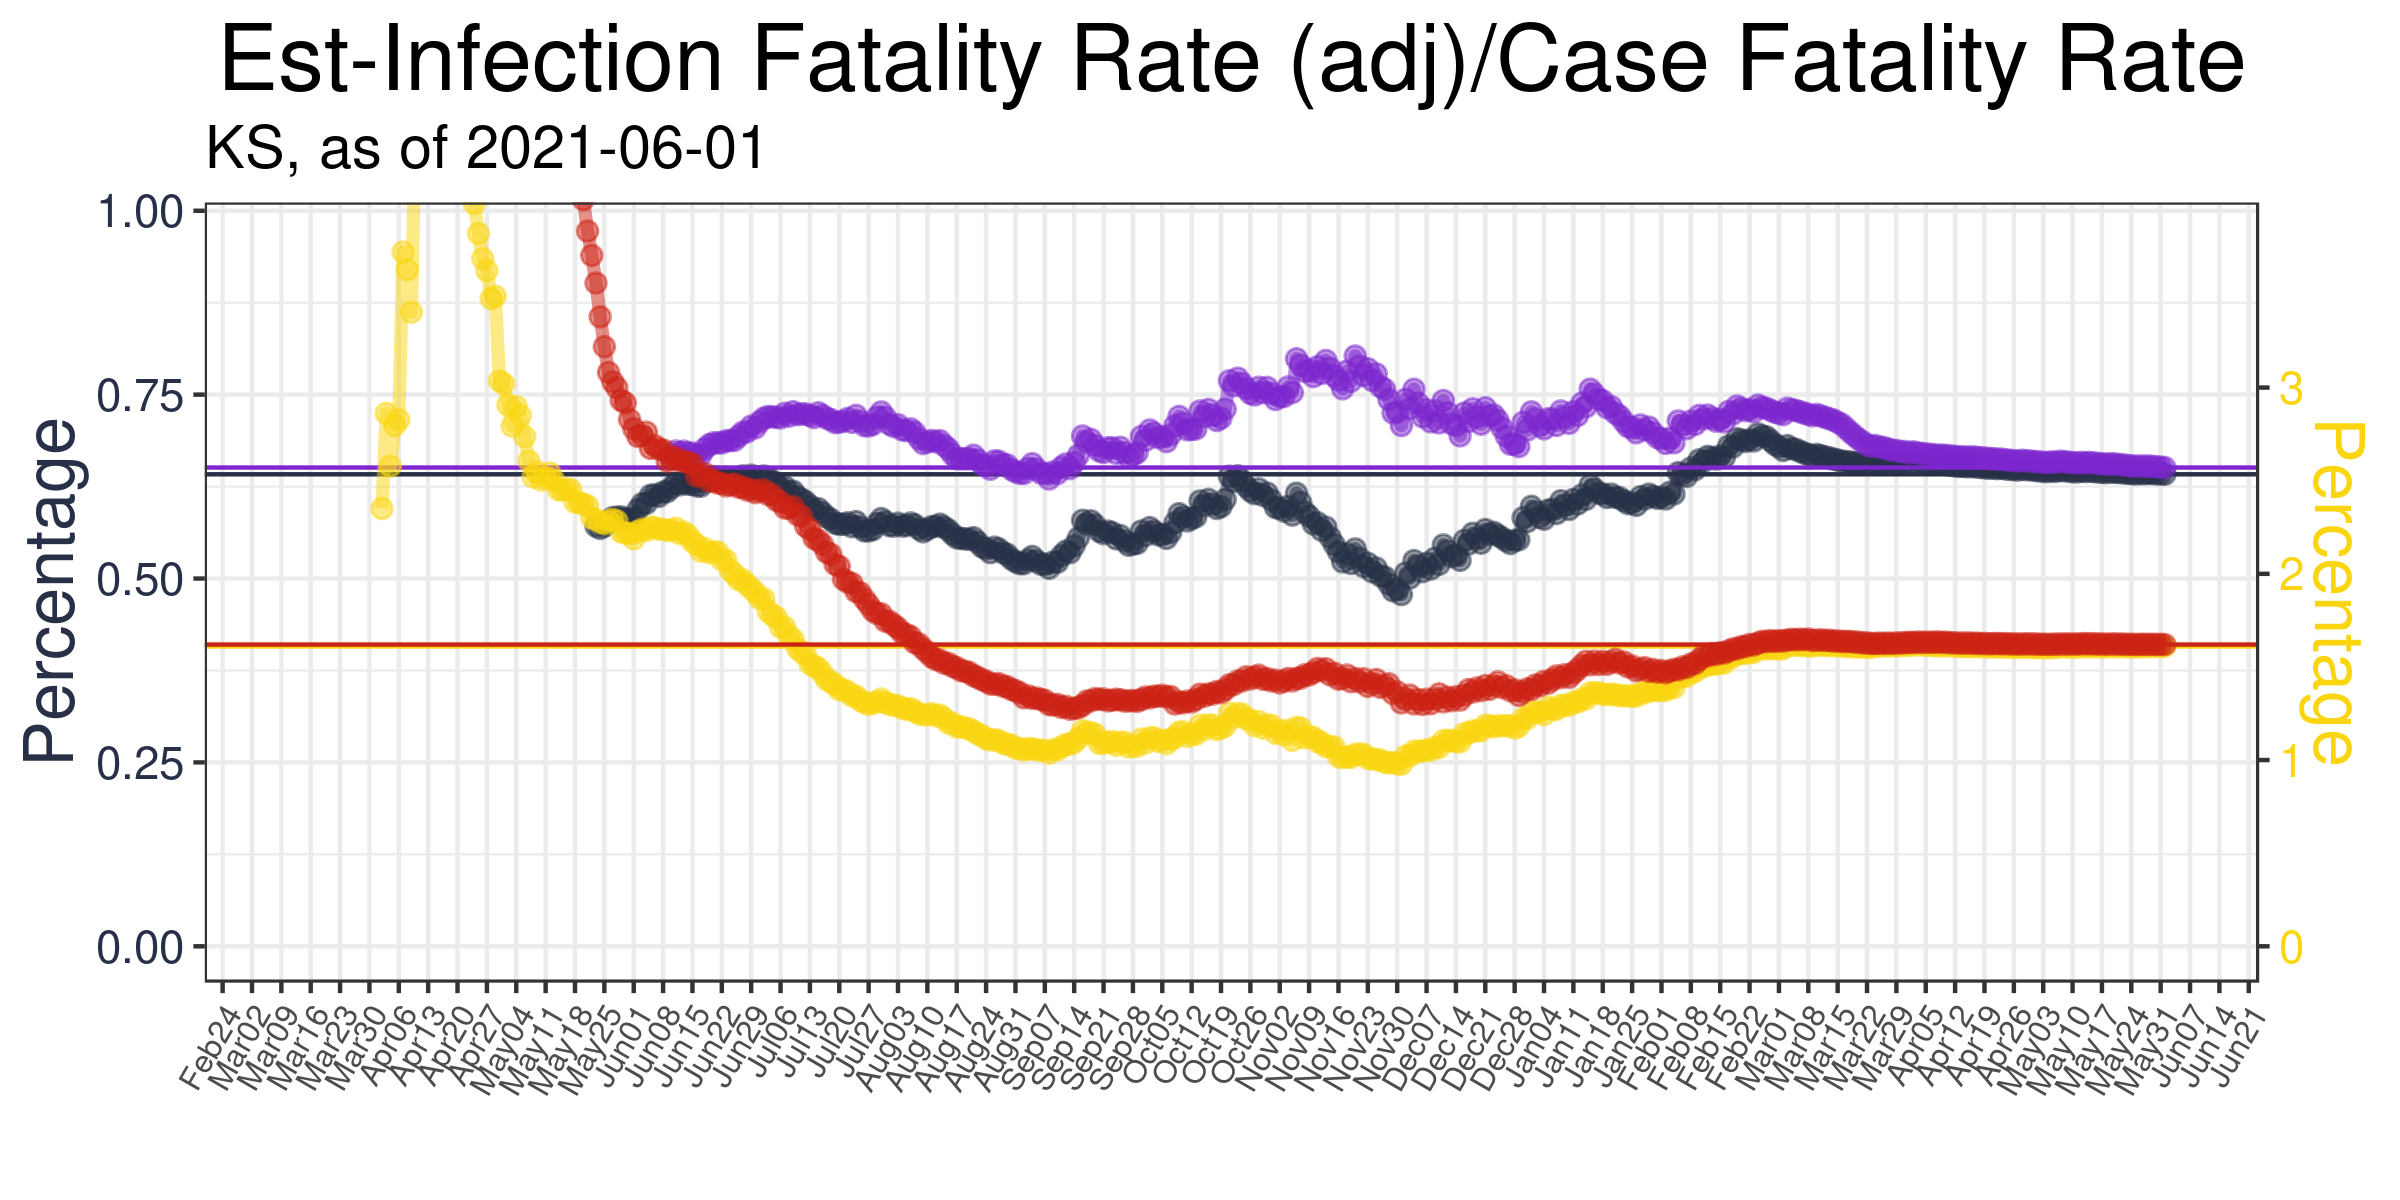 Est-Infection Fatality Rate (adj)/Case Fatality Rate
KS, as of 2021-06-01
Percentage
1.00
0.75
0.50
0.25
0.00
3
2
1
0
Percentage
Feb24
Mar02
Mar09
Mar16
Mar23
Mar30
Apr06
Apr13
Apr20
Apr27
May04
May11
May18
May25
Jun01
Jun08
Jun15
Jun22
Jun29
Jul06
Jul13
Jul20
Jul27
Aug03
Aug10
Aug17
Aug24
Aug31
Sep07
Sep14
Sep21
Sep28
Oct05
Oct12
Oct19
Oct26
Nov02
Nov09
Nov16
Nov23
Nov30
Dec07
Dec14
Dec21
Dec28
Jan04
Jan11
Jan18
Jan25
Feb01
Feb08
Feb15
Feb22
Mar01
Mar08
Mar15
Mar22
Mar29
Apr05
Apr12
Apr19
Apr26
May03
May10
May17
May24
May31
Jun07
Jun14
Jun21